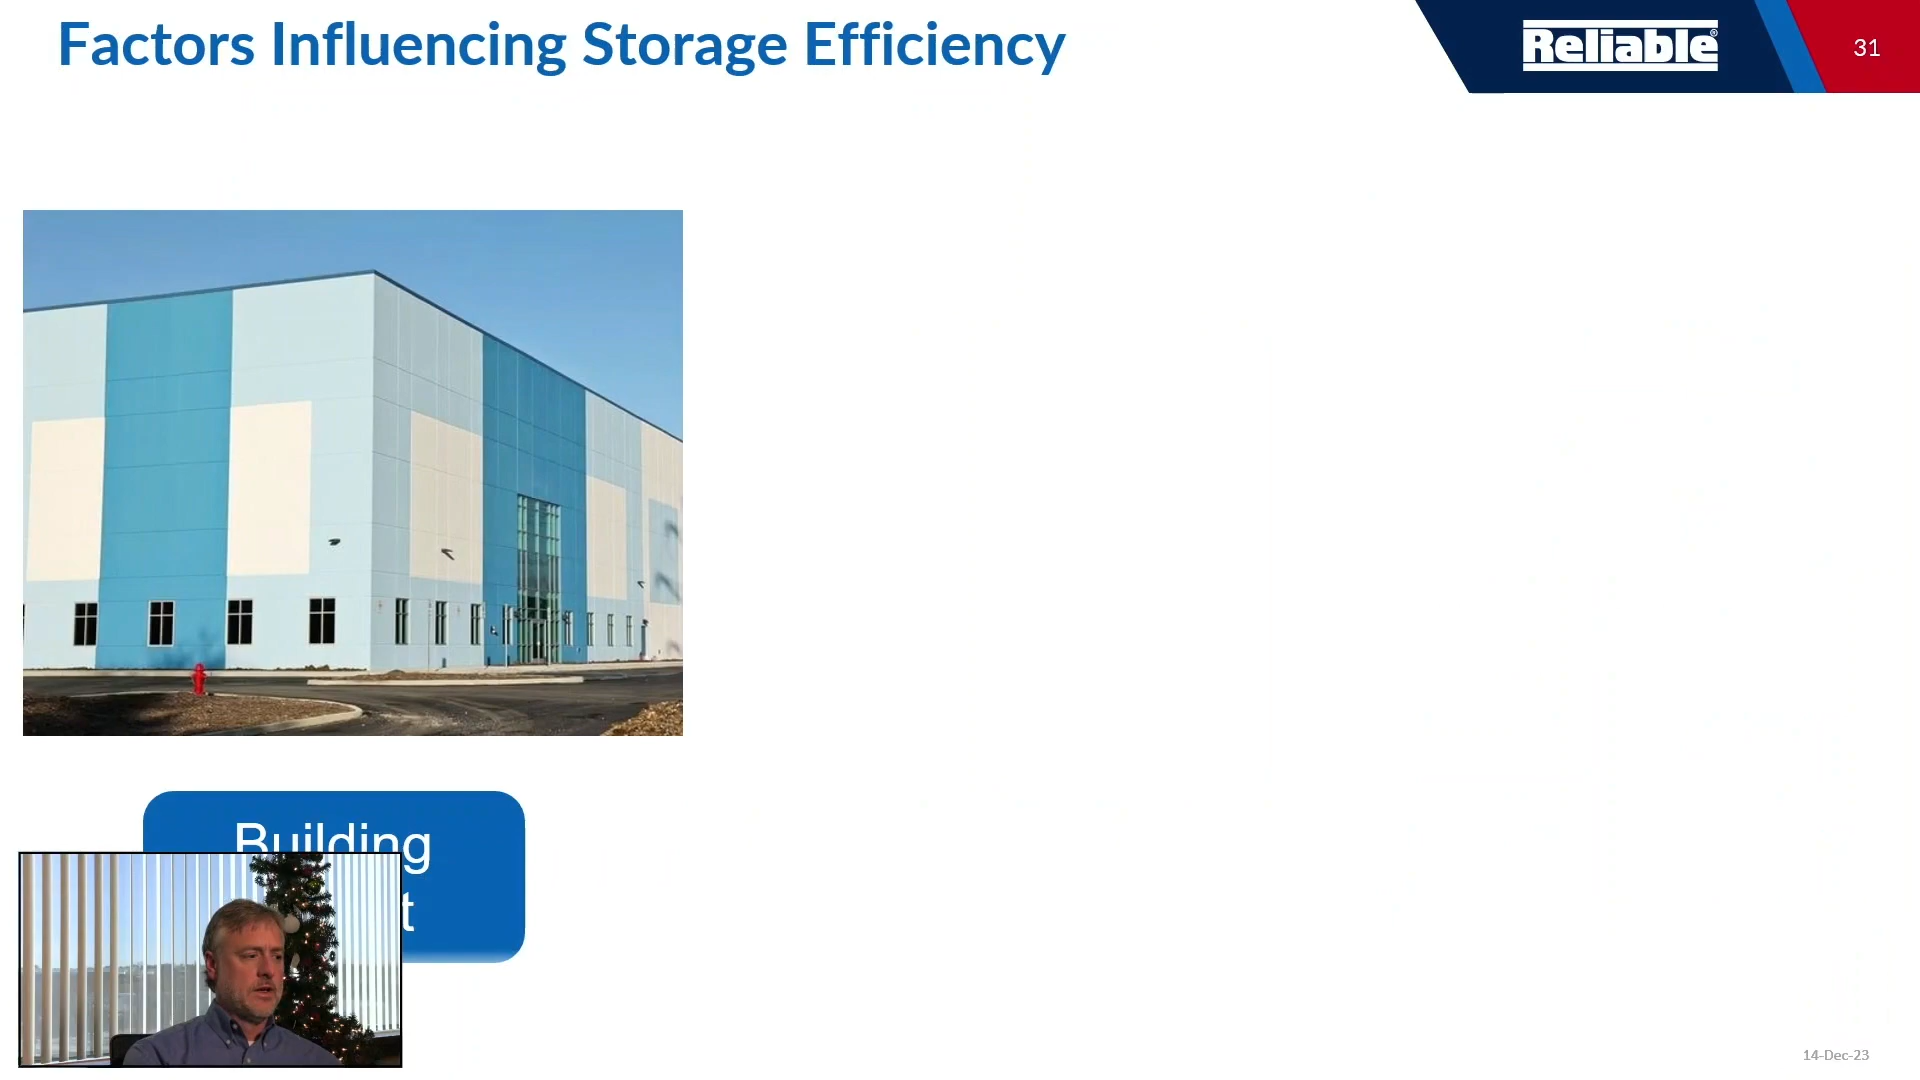 Factors Influencing Storage Efficiency
Reliable®
31
Building
14-Dec-23